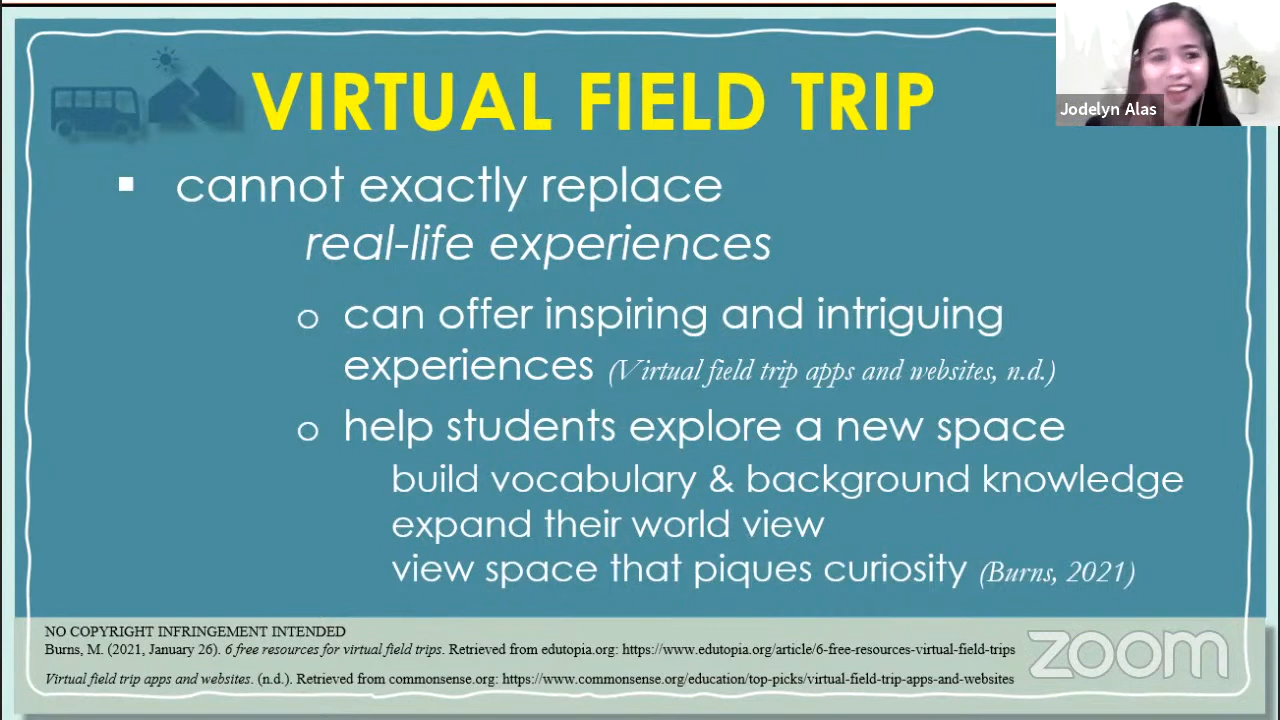 VIRTUAL FIELD TRIP
Jodelyn Alas
▪ cannot exactly replace
real-life experiences
o can offer inspiring and intriguing
experiences (Virtual field trip apps and websites, n.d.)
o help students explore a new space
build vocabulary & background knowledge
expand their world view
view space that piques curiosity (Burns, 2021)
NO COPYRIGHT INFRINGEMENT INTENDED
Burns, M. (2021, January 26). 6 free resources for virtual field trips. Retrieved from edutopia.org: https://www.edutopia.org/article/6-free-resources-virtual-field-trips
Virtual field trip apps and websites. (n.d.). Retrieved from commonsense.org: https://www.commonsense.org/education/top-picks/virtual-field-trip-apps-and-websites
zoom